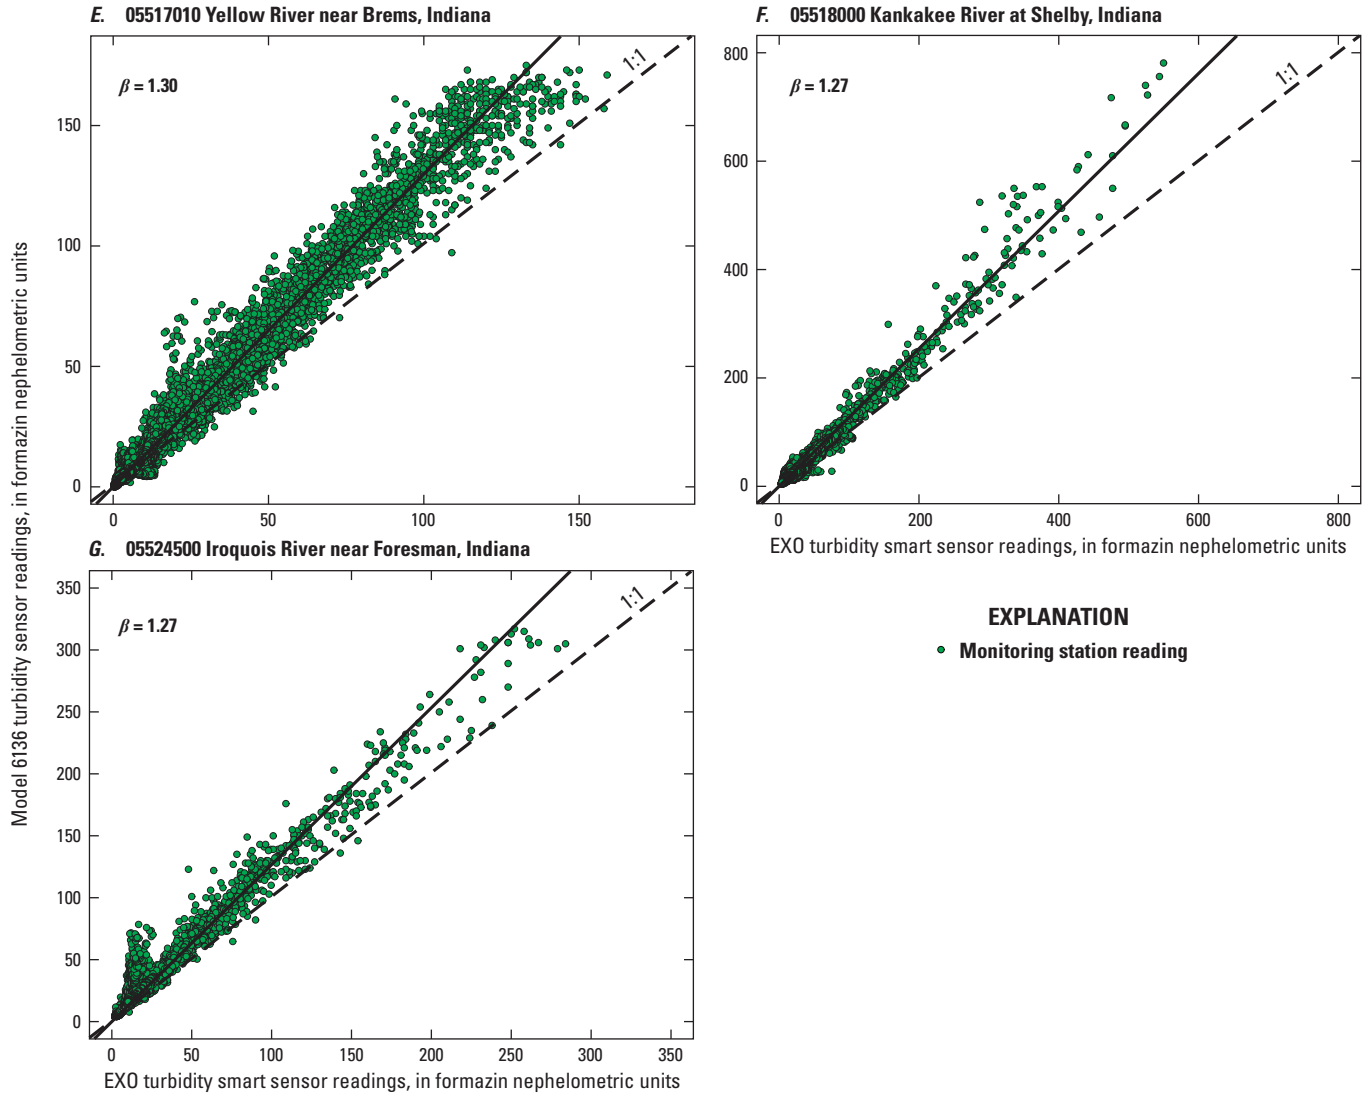 E. 05517010 Yellow River near Brems, Indiana
β = 1.30
1:1
150
100
50
0
0 50 100 150
F. 05518000 Kankakee River at Shelby, Indiana
β = 1.27
1:1
800
600
400
200
0
0 200 400 600 800
EXO turbidity smart sensor readings, in formazin nephelometric units
G. 05524500 Iroquois River near Foresman, Indiana
β = 1.27
1:1
350
300
250
200
150
100
50
0
0 50 100 150 200 250 300 350
EXO turbidity smart sensor readings, in formazin nephelometric units
Model 6136 turbidity sensor readings, in formazin nephelometric units
EXPLANATION
Monitoring station reading